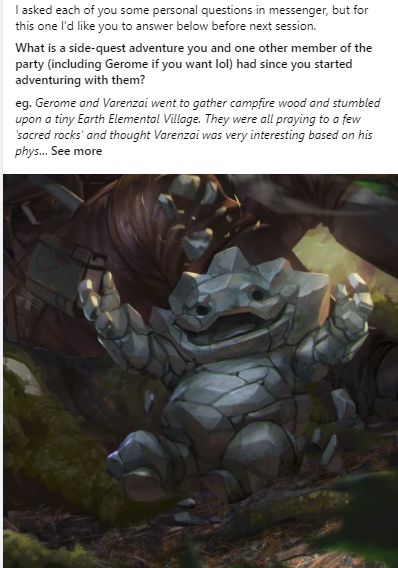 I asked each of you some personal questions in messenger, but for
this one I'd like you to answer below before next session.
What is a side-quest adventure you and one other member of the
party (including Gerome if you want lol) had since you started
adventuring with them?
eg. Gerome and Varenzai went to gather campfire wood and stumbled
upon a tiny Earth Elemental Village. They were all praying to a few
'sacred rocks' and thought Varenzai was very interesting based on his
phys... See more